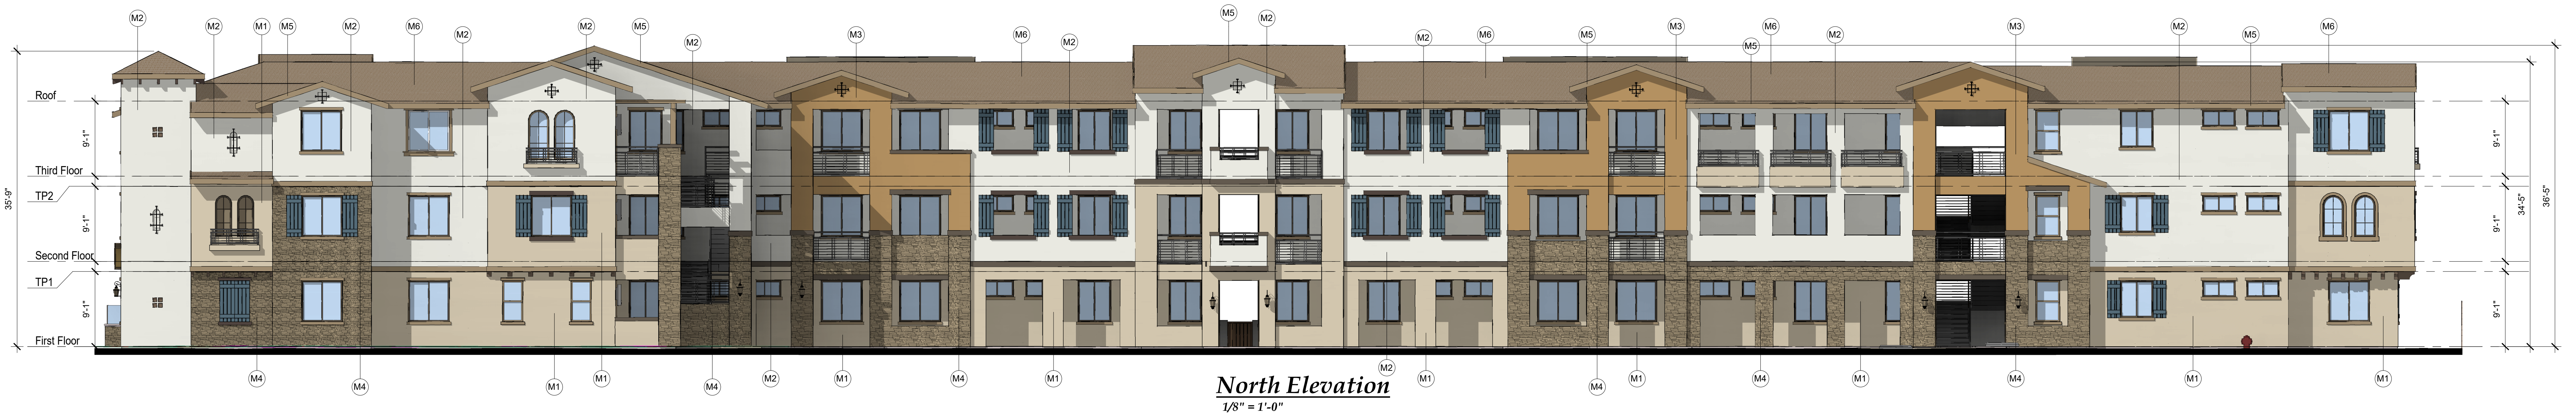 M2 M2 M1 M5 M2 M6 M2 M2 M5 M2 M3 M6 M2 M5 M2 M2 M6 M5 M3 M5 M6 M2 M3 M2 M5 M6
Roof
9'-1"
Third Floor
TP2
35'-9"
9'-1"
Second Floor
TP1
9'-1"
First Floor
9'-1"
9'-1"
9'-1"
34'-5"
36'-5"
M4 M4 M1 M1 M4 M2 M1 M4 M1 M2 M1 M4 M1 M4 M1 M4 M1 M1
North Elevation
1/8" = 1'-0"